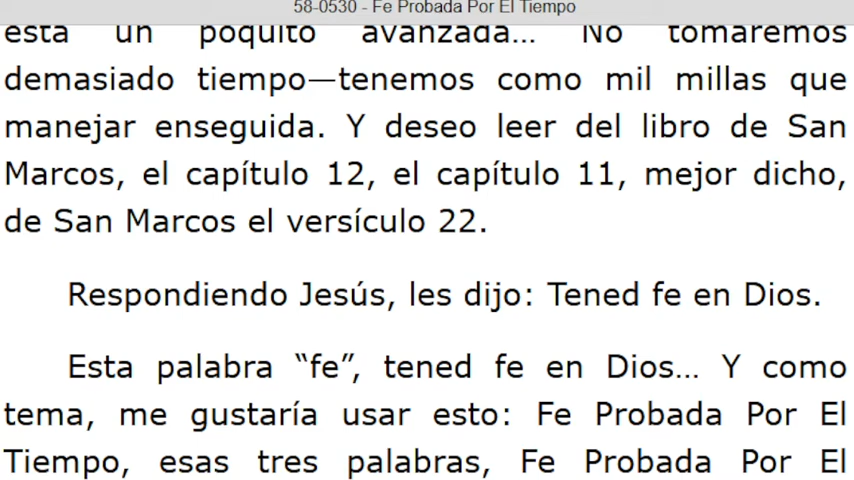 58-0530 - Fe Probada Por El Tiempo
está un poquito avanzada… No tomaremos
demasiado tiempo—tenemos como mil millas que
manejar enseguida. Y deseo leer del libro de San
Marcos, el capítulo 12, el capítulo 11, mejor dicho,
de San Marcos el versículo 22.
Respondiendo Jesús, les dijo: Tened fe en Dios.
Esta palabra “fe”, tened fe en Dios… Y como
tema, me gustaría usar esto: Fe Probada Por El
Tiempo, esas tres palabras, Fe Probada Por El